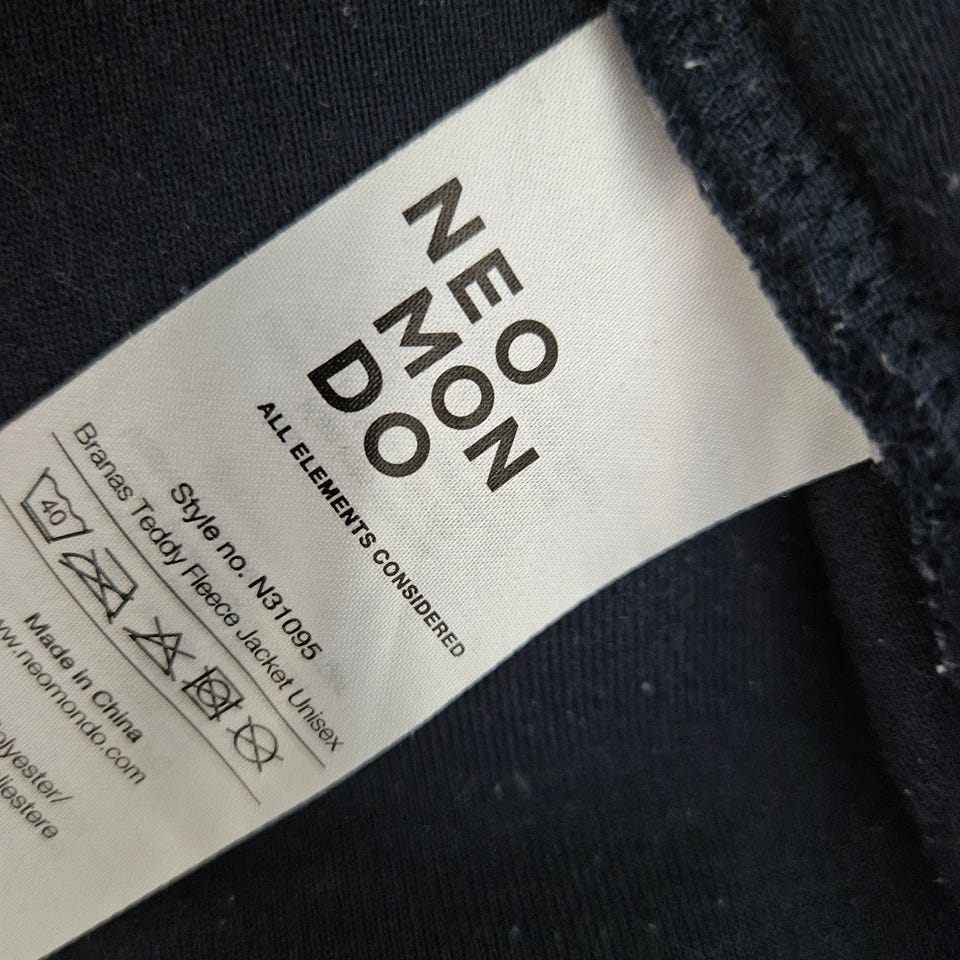 NEO
MON
DO
ALL ELEMENTS CONSIDERED
Style no. N31095
Branas Teddy Fleece Jacket Unisex
40
Made in China
www.neomondo.com